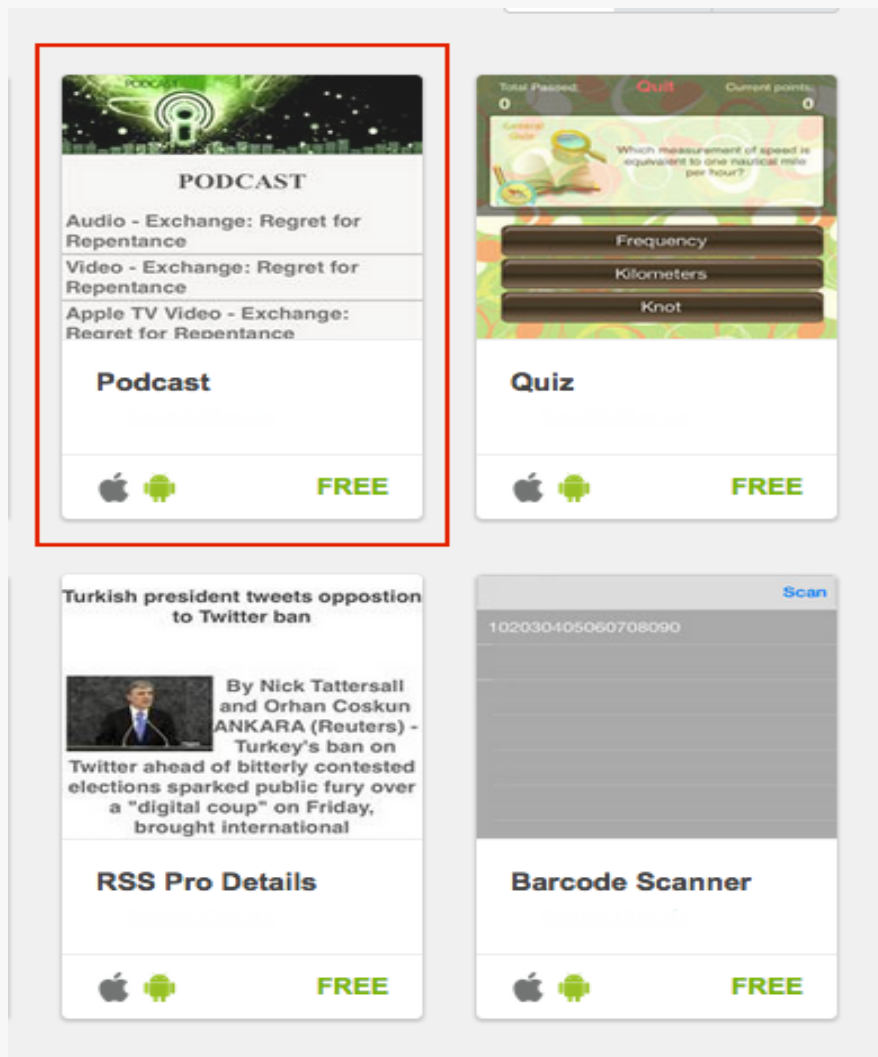 PODCAST
PODCAST
Audio - Exchange: Regret for
Repentance
Video - Exchange: Regret for
Repentance
Apple TV Video - Exchange:
Regret for Repentance
Podcast
FREE
Total Passed:
Quit
Current points:
0
0
General
Quiz
Which measurement of speed is
equivalent to one nautical mile
per hour?
Frequency
Kilometers
Knot
Quiz
FREE
Turkish president tweets oppostion
to Twitter ban
By Nick Tattersall
and Orhan Coskun
ANKARA (Reuters) -
Turkey's ban on
Twitter ahead of bitterly contested
elections sparked public fury over
a "digital coup" on Friday,
brought international
RSS Pro Details
FREE
Scan
102030405060708090
Barcode Scanner
FREE